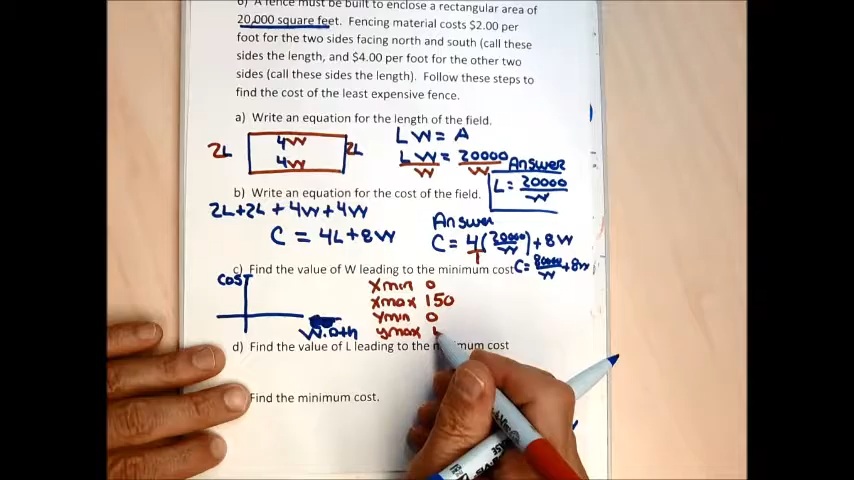 6) A fence must be built to enclose a rectangular area of
20,000 square feet. Fencing material costs $2.00 per
foot for the two sides facing north and south (call these
sides the length, and $4.00 per foot for the other two
sides (call these sides the length). Follow these steps to
find the cost of the least expensive fence.
a) Write an equation for the length of the field.
2L 4W 4W 2L
LW = A
LW = 20000
W W
Answer
L = 20000
W
b) Write an equation for the cost of the field.
2L+2L + 4W+4W
C = 4L+8W
Answer
C = 4(20000/W)+8W
1
C= 80000/W +8W
c) Find the value of W leading to the minimum cost
COST
Width
Xmin 0
Xmax 150
Ymin 0
Ymax
d) Find the value of L leading to the minimum cost
Find the minimum cost.